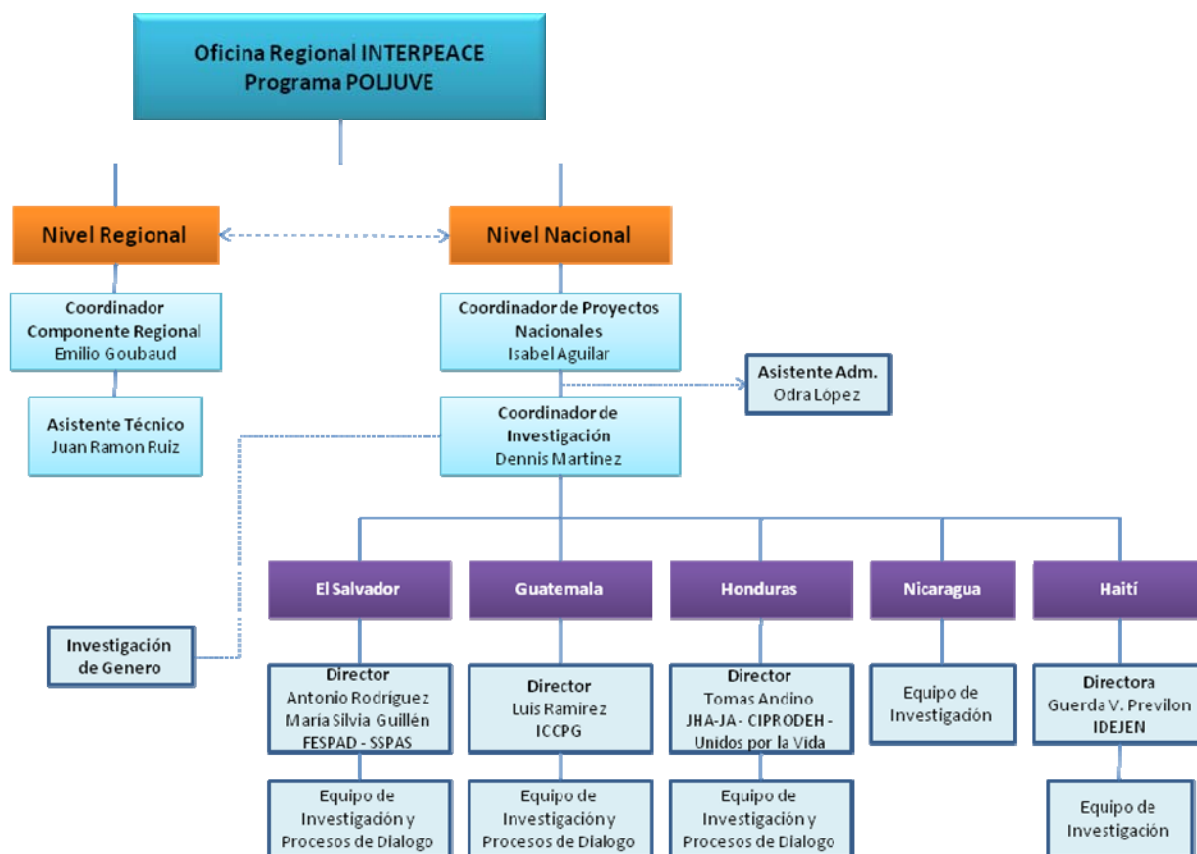 Oficina Regional INTERPEACE
Programa POLJUVE
Nivel Regional
Nivel Nacional
Coordinador
Componente Regional
Emilio Goubaud
Coordinador de Proyectos
Nacionales
Isabel Aguilar
Asistente Adm.
Odra López
Asistente Técnico
Juan Ramon Ruiz
Coordinador de
Investigación
Dennis Martinez
El Salvador
Guatemala
Honduras
Nicaragua
Haití
Investigación
de Genero
Director
Antonio Rodríguez
María Silvia Guillén
FESPAD - SSPAS
Director
Luis Ramirez
ICCPG
Director
Tomas Andino
JHA-JA- CIPRODEH -
Unidos por la Vida
Equipo de
Investigación
Directora
Guerda V. Previlon
IDEJEN
Equipo de
Investigación y
Procesos de Dialogo
Equipo de
Investigación y
Procesos de Dialogo
Equipo de
Investigación y
Procesos de Dialogo
Equipo de
Investigación